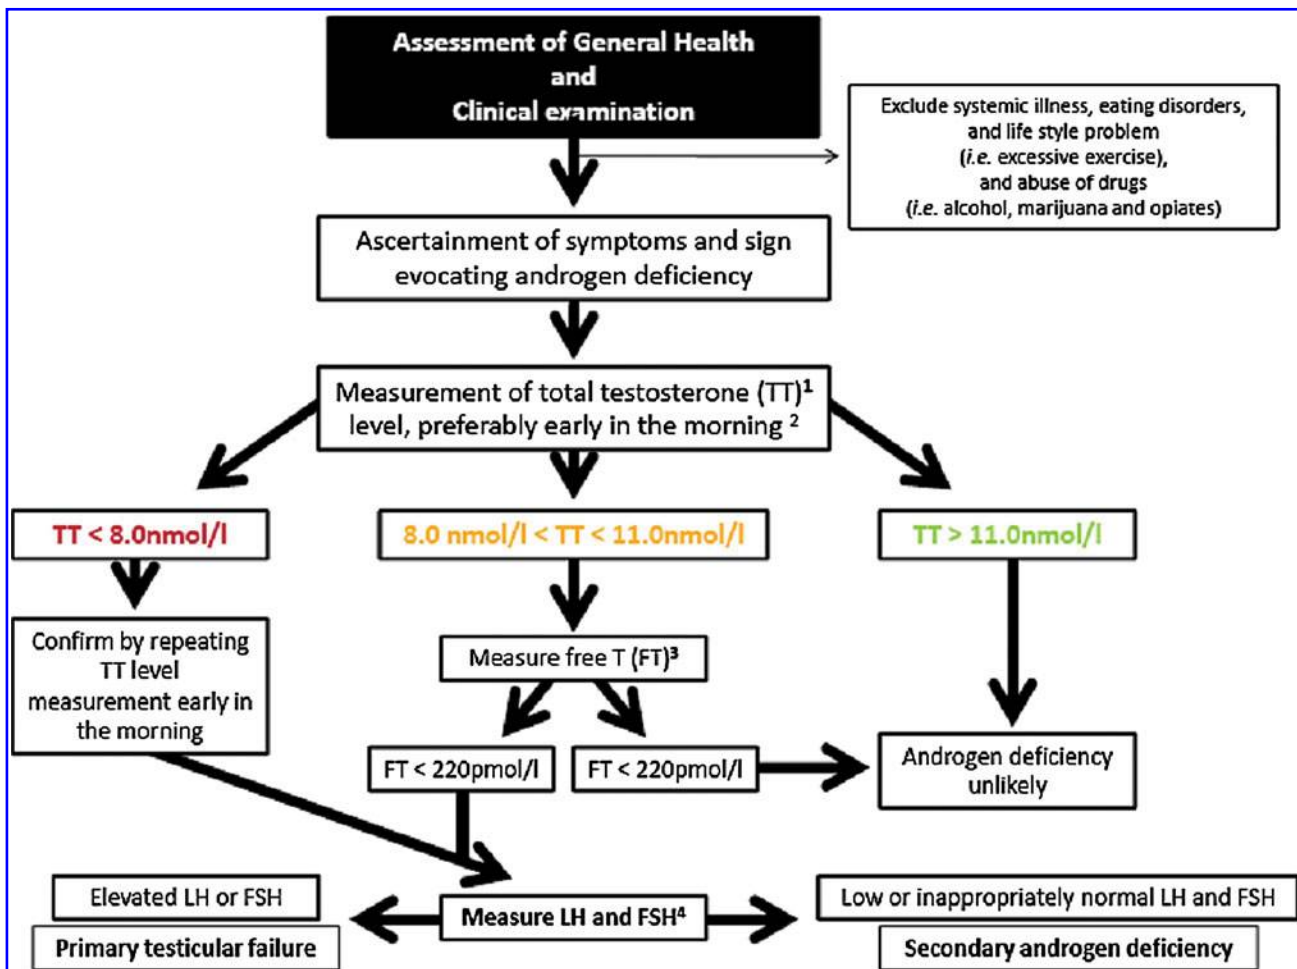 Assessment of General Health
and
Clinical examination
Exclude systemic illness, eating disorders,
and life style problem
(i.e. excessive exercise),
and abuse of drugs
(i.e. alcohol, marijuana and opiates)
Ascertainment of symptoms and sign
evocating androgen deficiency
Measurement of total testosterone (TT)¹
level, preferably early in the morning ²
TT < 8.0nmol/l
8.0 nmol/l < TT < 11.0nmol/l
TT > 11.0nmol/l
Confirm by repeating
TT level
measurement early in
the morning
Measure free T (FT)³
FT < 220pmol/l
FT < 220pmol/l
Androgen deficiency
unlikely
Elevated LH or FSH
Primary testicular failure
Measure LH and FSH⁴
Low or inappropriately normal LH and FSH
Secondary androgen deficiency